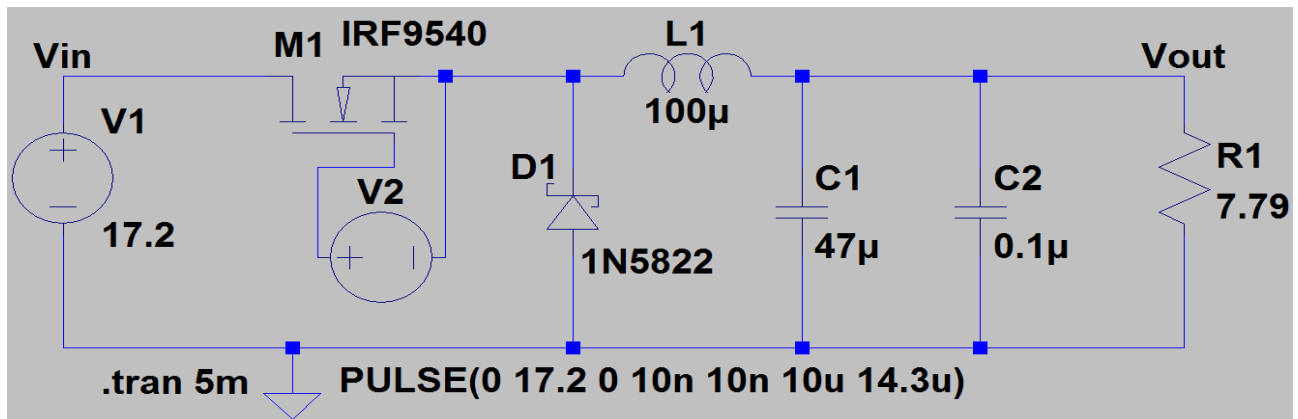 Vin
M1
IRF9540
L1
100µ
Vout
V1
17.2
V2
D1
1N5822
C1
47µ
C2
0.1µ
R1
7.79
.tran 5m
PULSE(0 17.2 0 10n 10n 10u 14.3u)